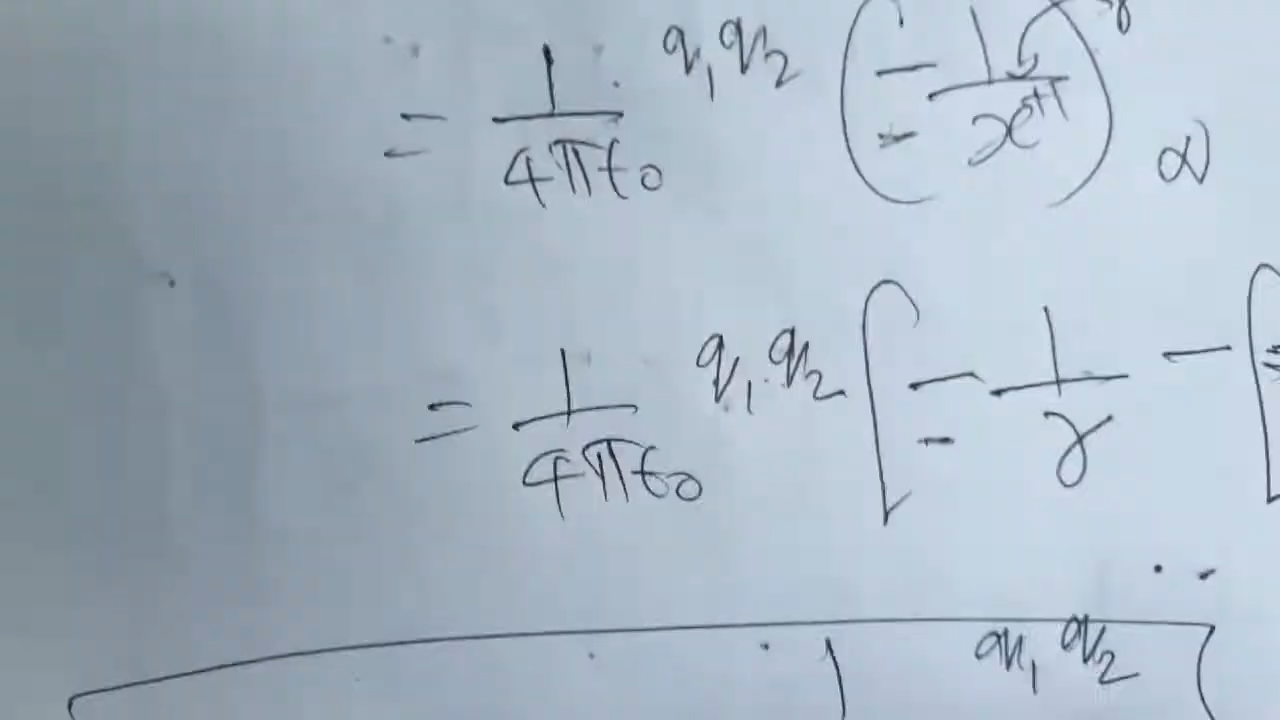 = 1/4πε₀ q₁q₂ (- 1/x^{+1}) ∞
= 1/4πε₀ q₁q₂ [- 1/r - [
q₁q₂